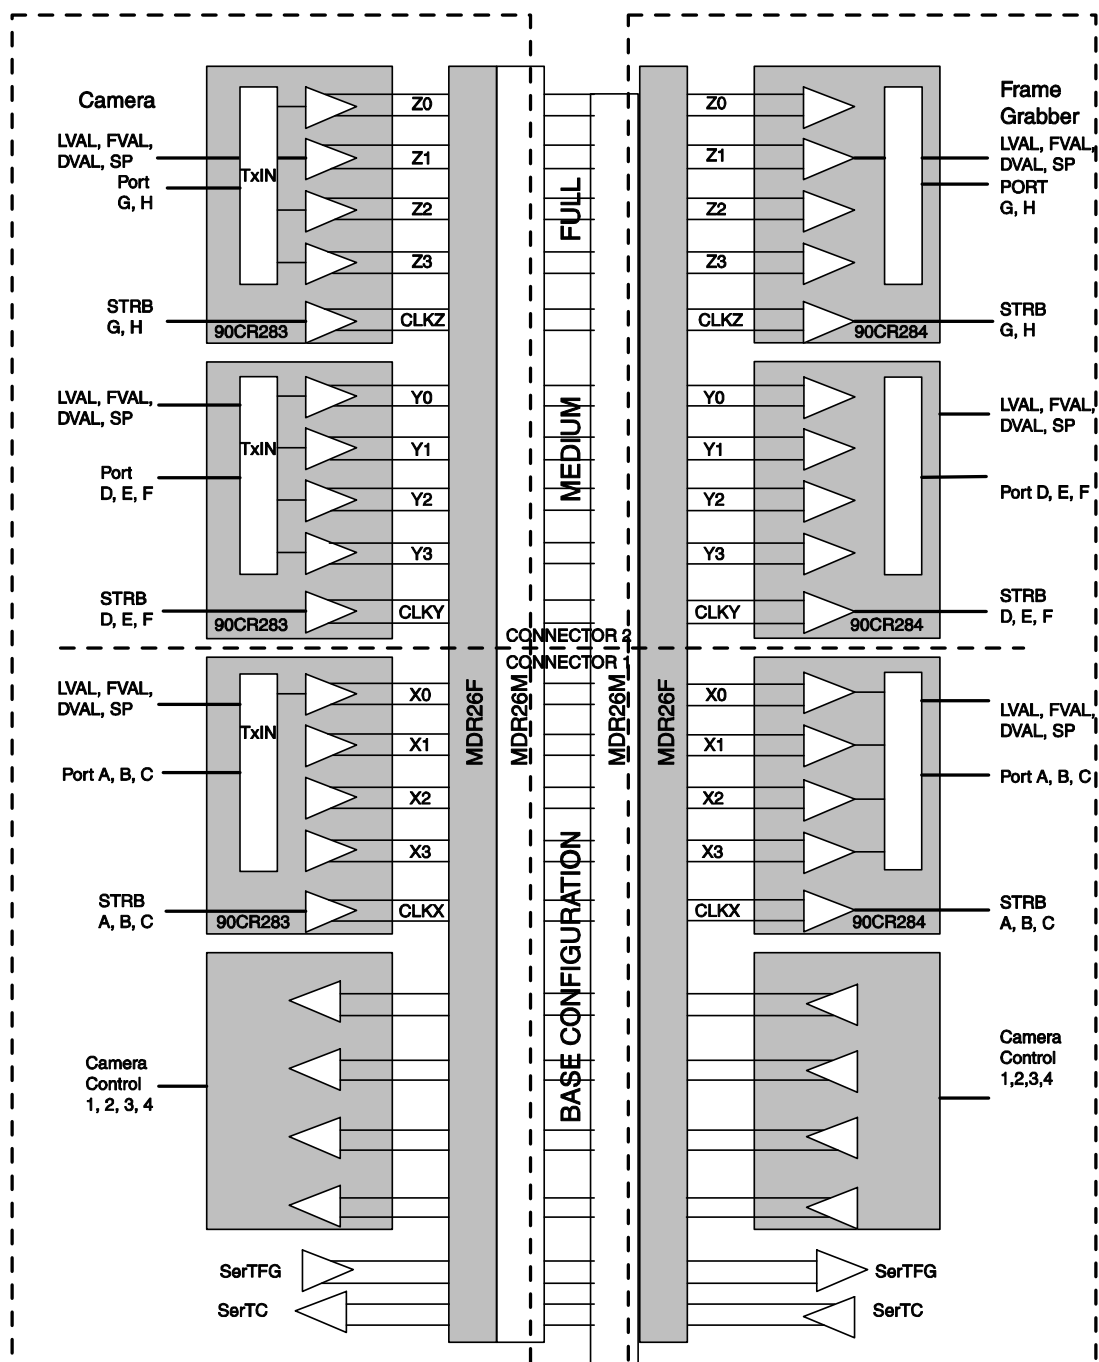 Camera
LVAL, FVAL,
DVAL, SP
Port
G, H
STRB
G, H
TxIN
90CR283
Z0
Z1
Z2
Z3
CLKZ
LVAL, FVAL,
DVAL, SP
Port
D, E, F
STRB
D, E, F
TxIN
90CR283
Y0
Y1
Y2
Y3
CLKY
LVAL, FVAL,
DVAL, SP
Port A, B, C
STRB
A, B, C
TxIN
90CR283
X0
X1
X2
X3
CLKX
Camera
Control
1, 2, 3, 4
SerTFG
SerTC
MDR26F
MDR26M
FULL
MEDIUM
CONNECTOR 2
CONNECTOR 1
BASE CONFIGURATION
MDR26M
MDR26F
Z0
Z1
Z2
Z3
CLKZ
90CR284
Frame
Grabber
LVAL, FVAL,
DVAL, SP
PORT
G, H
STRB
G, H
Y0
Y1
Y2
Y3
CLKY
90CR284
LVAL, FVAL,
DVAL, SP
Port D, E, F
STRB
D, E, F
X0
X1
X2
X3
CLKX
90CR284
LVAL, FVAL,
DVAL, SP
Port A, B, C
STRB
A, B, C
Camera
Control
1,2,3,4
SerTFG
SerTC